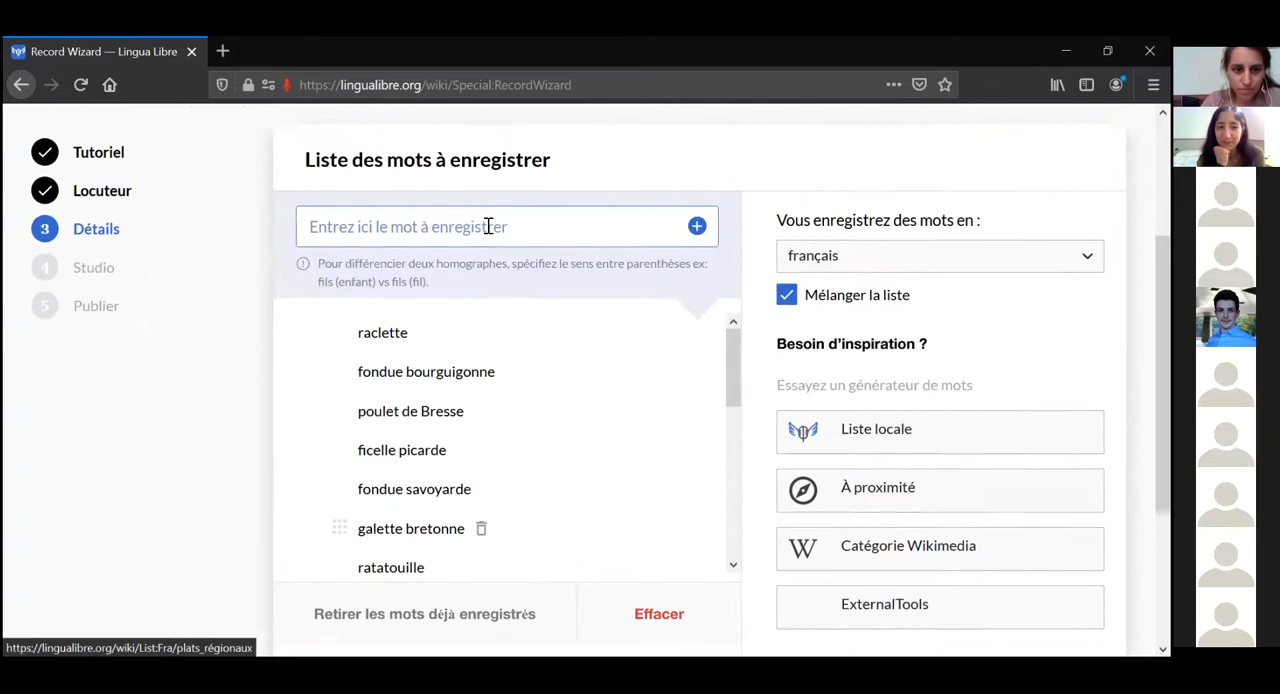 Record Wizard — Lingua Libre
https://lingualibre.org/wiki/Special:RecordWizard
Tutoriel
Locuteur
3 Détails
4 Studio
5 Publier
Liste des mots à enregistrer
Entrez ici le mot à enregistrer
Pour différencier deux homographes, spécifiez le sens entre parenthèses ex:
fils (enfant) vs fils (fil).
raclette
fondue bourguigonne
poulet de Bresse
ficelle picarde
fondue savoyarde
galette bretonne
ratatouille
Retirer les mots déjà enregistrés
Effacer
Vous enregistrez des mots en :
français
Mélanger la liste
Besoin d’inspiration ?
Essayez un générateur de mots
Liste locale
À proximité
Catégorie Wikimedia
ExternalTools
https://lingualibre.org/wiki/List:Fra/plats_régionaux